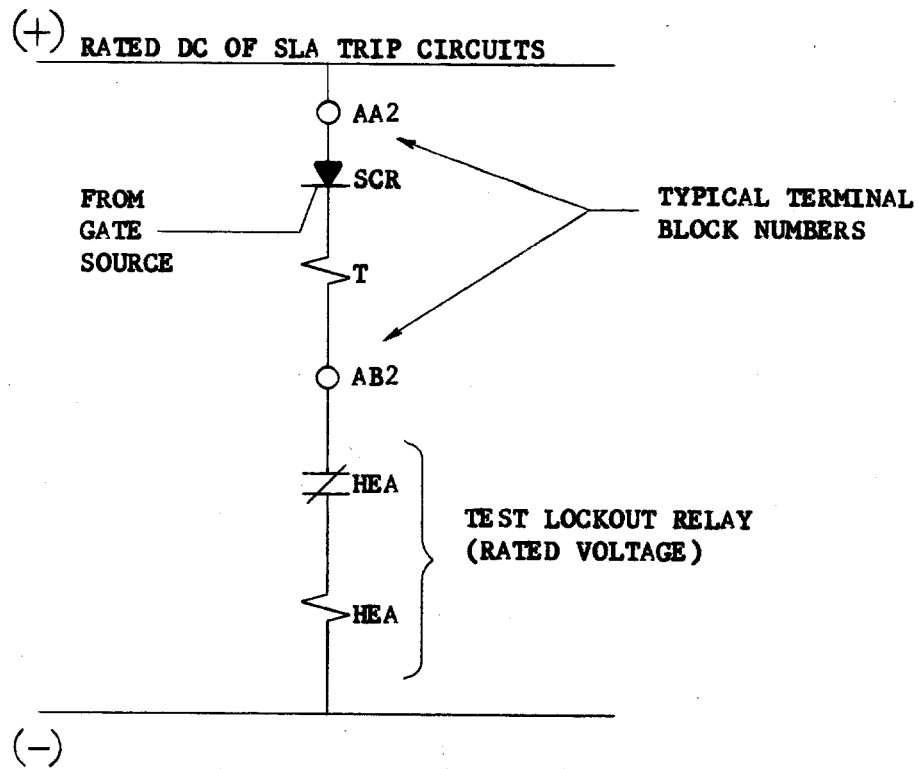 (+) RATED DC OF SLA TRIP CIRCUITS
AA2
SCR
FROM
GATE
SOURCE
TYPICAL TERMINAL
BLOCK NUMBERS
T
AB2
HEA
TEST LOCKOUT RELAY
(RATED VOLTAGE)
HEA
(-)